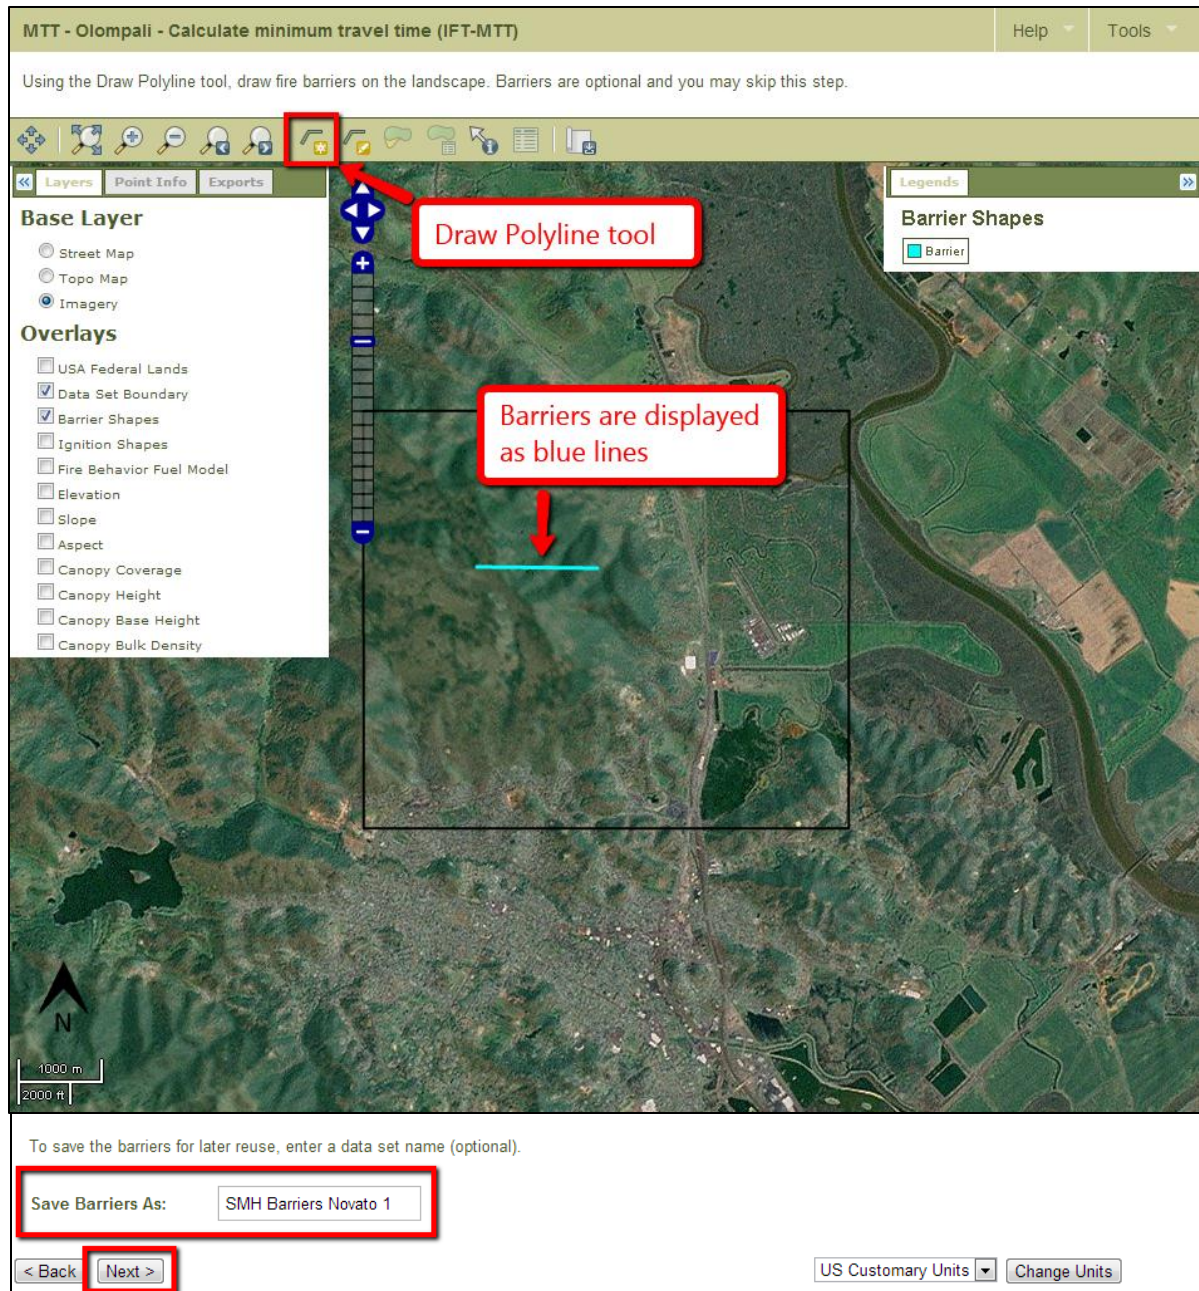 MTT - Olompali - Calculate minimum travel time (IFT-MTT)
Help
Tools
Using the Draw Polyline tool, draw fire barriers on the landscape. Barriers are optional and you may skip this step.
Layers
Point Info
Exports
Base Layer
Street Map
Topo Map
Imagery
Overlays
USA Federal Lands
Data Set Boundary
Barrier Shapes
Ignition Shapes
Fire Behavior Fuel Model
Elevation
Slope
Aspect
Canopy Coverage
Canopy Height
Canopy Base Height
Canopy Bulk Density
Draw Polyline tool
Legends
Barrier Shapes
Barrier
Barriers are displayed
as blue lines
N
1000 m
2000 ft
To save the barriers for later reuse, enter a data set name (optional).
Save Barriers As:
SMH Barriers Novato 1
< Back
Next >
US Customary Units
Change Units